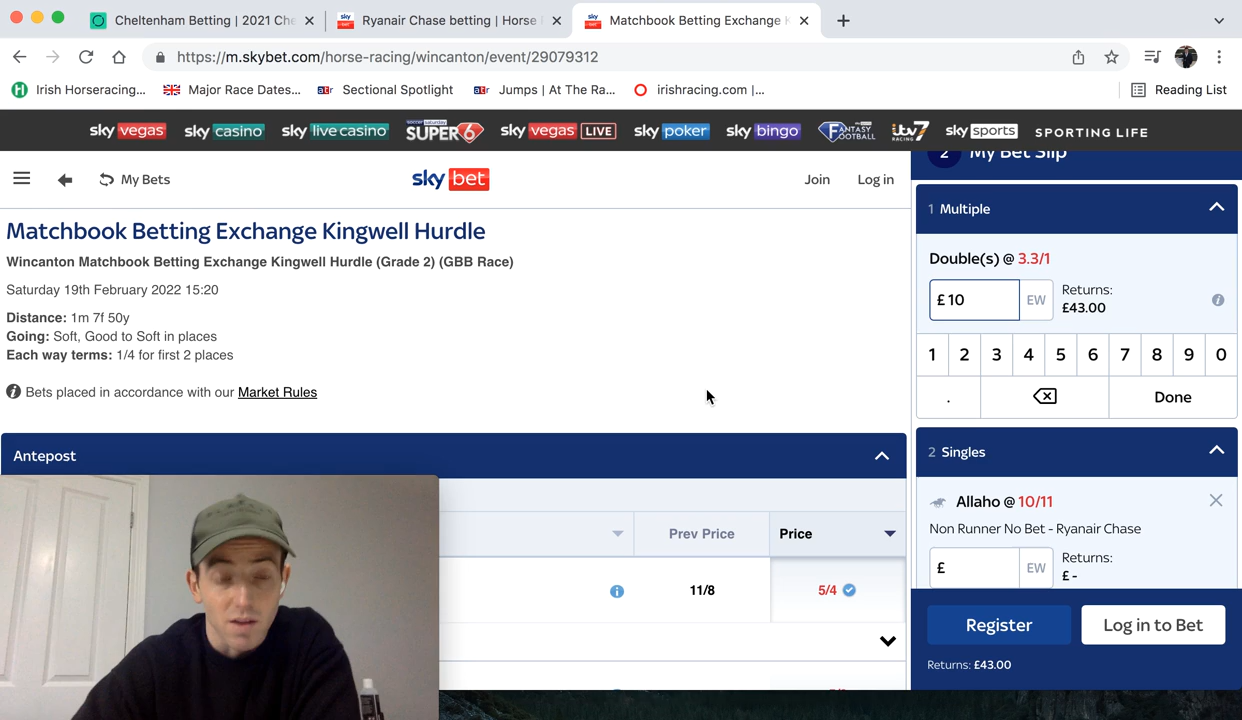 Cheltenham Betting | 2021 Che
Ryanair Chase betting | Horse
Matchbook Betting Exchange K
https://m.skybet.com/horse-racing/wincanton/event/29079312
Irish Horseracing...
Major Race Dates...
Sectional Spotlight
Jumps | At The Ra...
irishracing.com |...
Reading List
sky vegas
sky casino
sky live casino
soccer saturday
SUPER 6
sky vegas LIVE
sky poker
sky bingo
FANTASY FOOTBALL
itv7 RACING
sky sports
SPORTING LIFE
My Bets
sky bet
Join
Log in
Matchbook Betting Exchange Kingwell Hurdle
Wincanton Matchbook Betting Exchange Kingwell Hurdle (Grade 2) (GBB Race)
Saturday 19th February 2022 15:20
Distance: 1m 7f 50y
Going: Soft, Good to Soft in places
Each way terms: 1/4 for first 2 places
Bets placed in accordance with our Market Rules
Antepost
Prev Price
Price
11/8
5/4
2 My Bet Slip
1 Multiple
Double(s) @ 3.3/1
£ 10
EW
Returns:
£43.00
1 2 3 4 5 6 7 8 9 0
.
Done
2 Singles
Allaho @ 10/11
Non Runner No Bet - Ryanair Chase
£
EW
Returns:
£ -
Register
Log in to Bet
Returns: £43.00